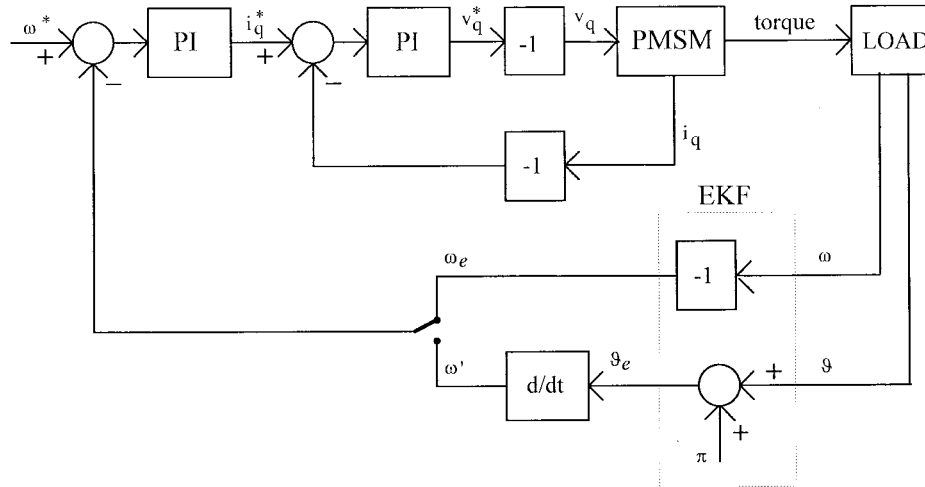 ω* + −
PI
i_q^*
+ −
PI
v_q^*
-1
v_q
PMSM
torque
LOAD
-1
i_q
EKF
ω_e
-1
ω
ω'
d/dt
ϑ_e
+
ϑ
+
π